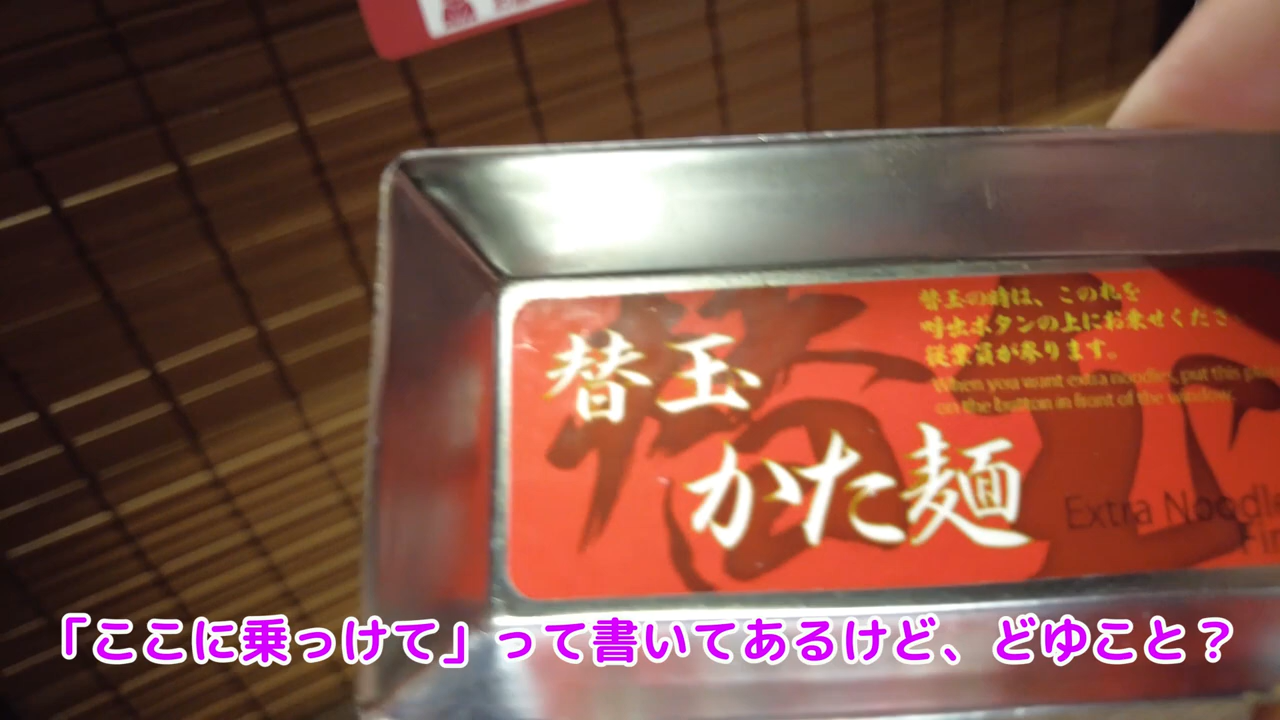 替玉
かた麺
替玉の時は、この札を
呼出ボタンの上にお乗せくださ
従業員が承ります。
When you want extra noodles, put this pla
on the button in front of the window.
Extra Noodle
Fir
「ここに乗っけて」って書いてあるけど、どゆこと？